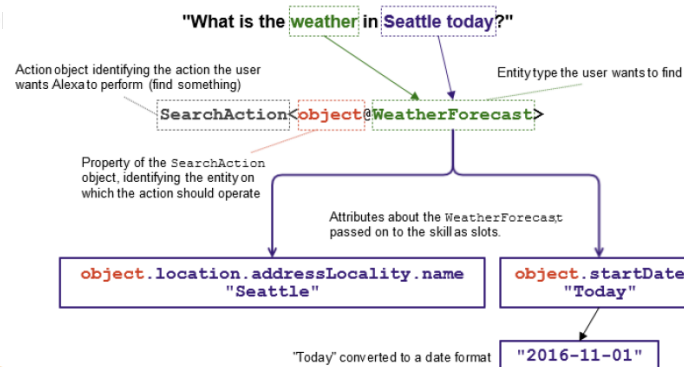 "What is the weather in Seattle today?"
Action object identifying the action the user
wants Alexa to perform (find something)
Entity type the user wants to find
SearchAction<object@WeatherForecast>
Property of the SearchAction
object, identifying the entity on
which the action should operate
Attributes about the WeatherForecast
passed on to the skill as slots.
object.location.addressLocality.name
"Seattle"
object.startDate
"Today"
"Today" converted to a date format
"2016-11-01"